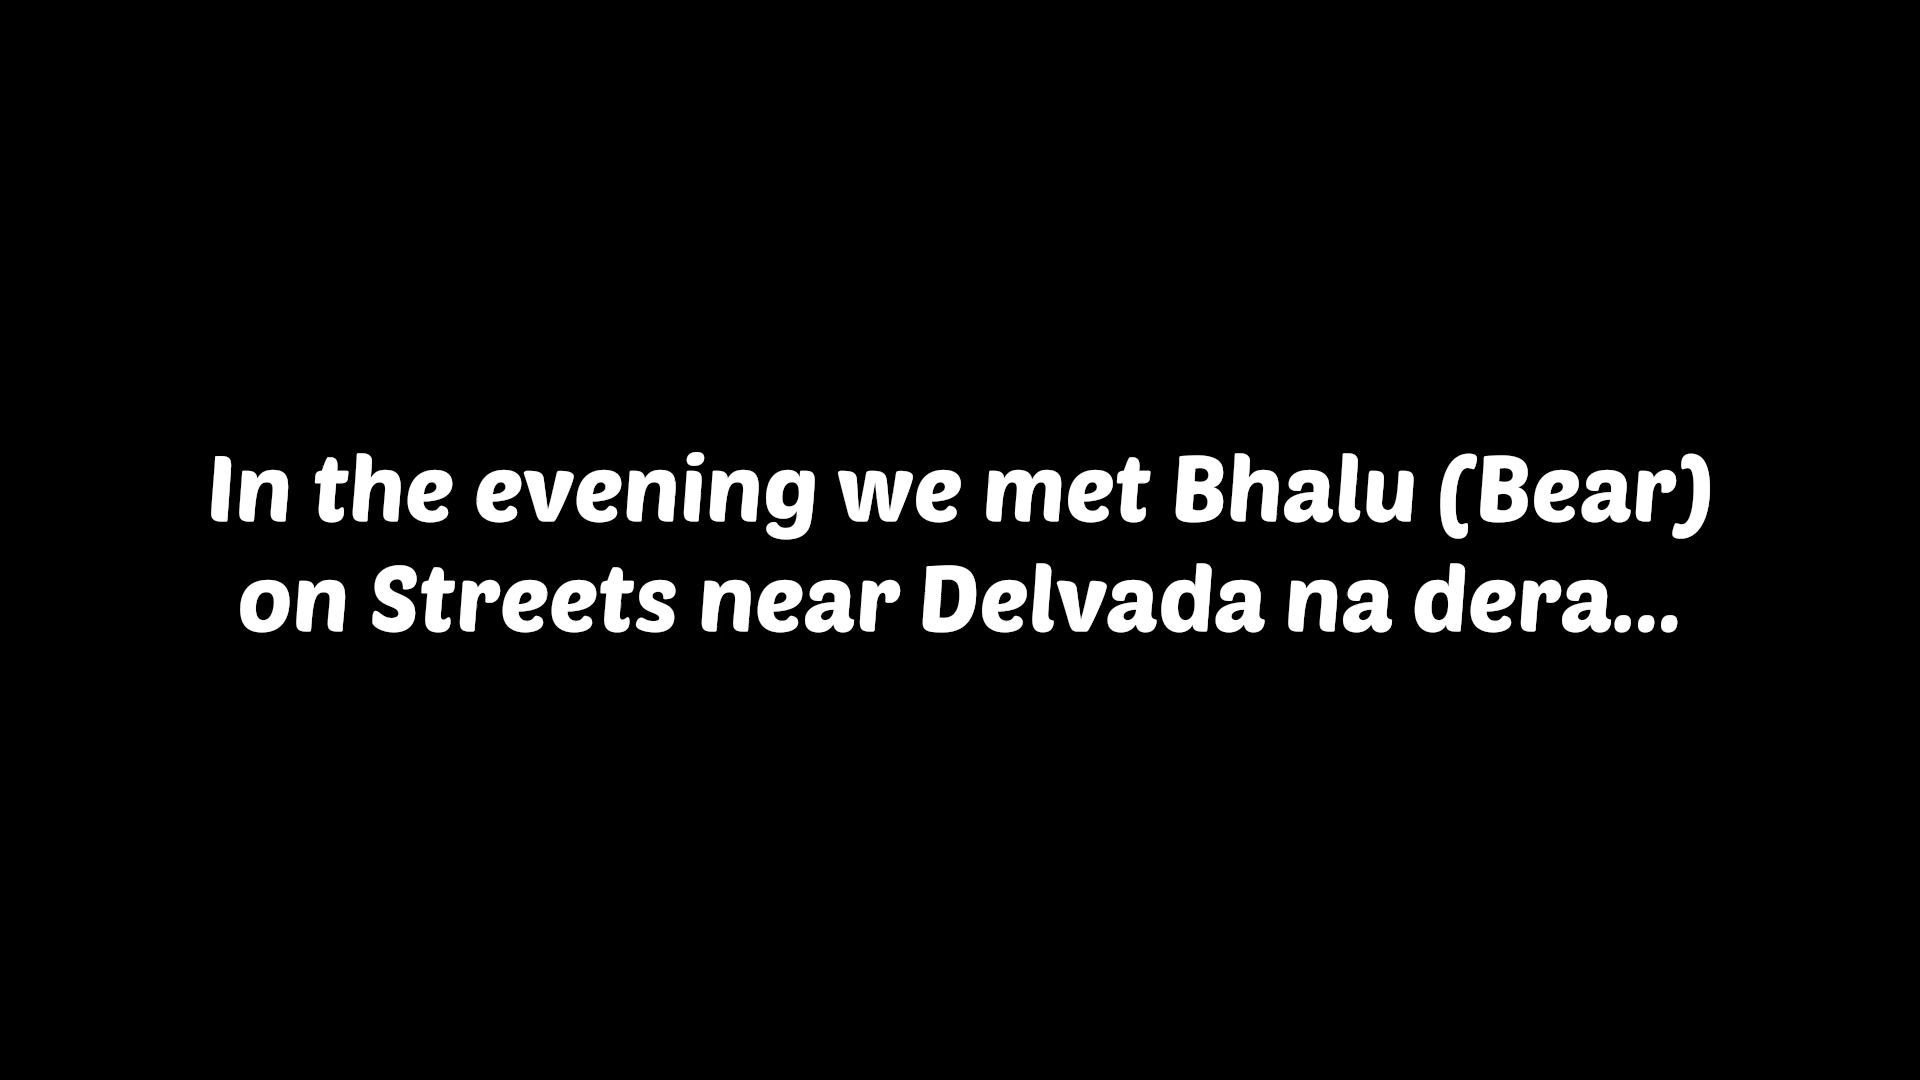 In the evening we met Bhalu (Bear)
on Streets near Delvada na dera...